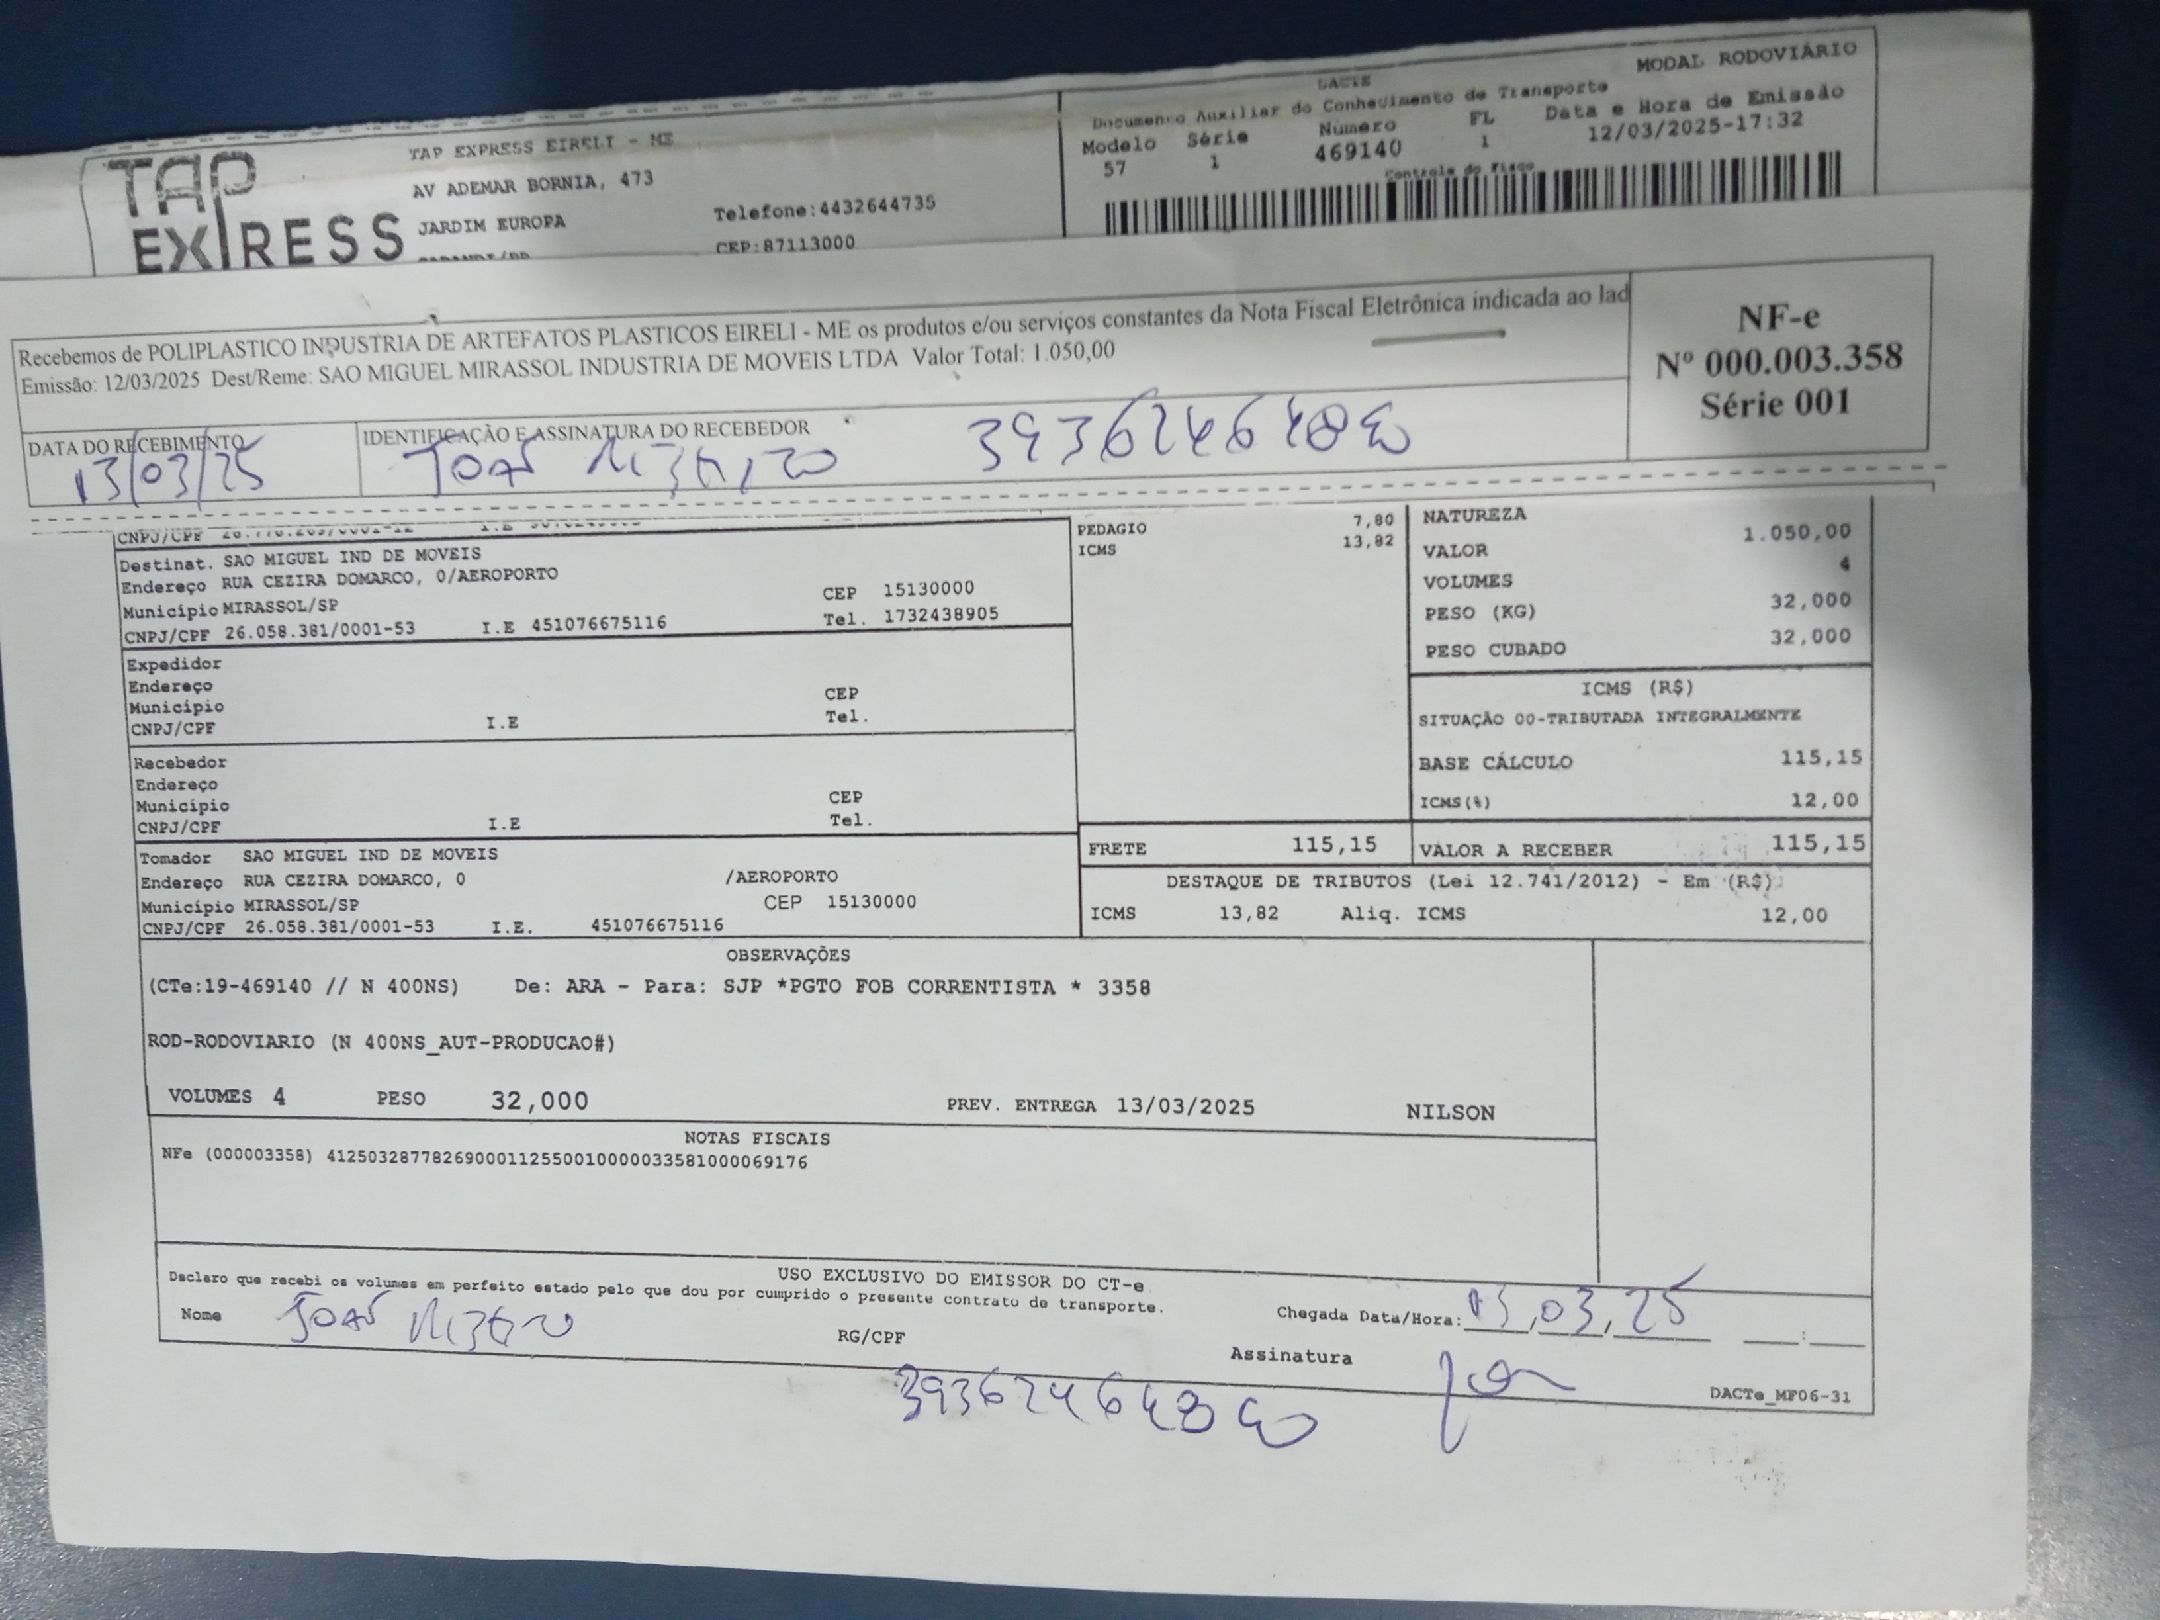 TAP EXPRESS
TAP EXPRESS EIRELI - ME
AV ADEMAR BORNIA, 473
JARDIM EUROPA
Telefone:4432644735
CEP:87113000
MODAL RODOVIÁRIO
DACTE
Documento Auxiliar do Conhecimento de Transporte
Modelo Série Número FL Data e Hora de Emissão
57 1 469140 1 12/03/2025-17:32
Controle do Fisco
Recebemos de POLIPLASTICO INDUSTRIA DE ARTEFATOS PLASTICOS EIRELI - ME os produtos e/ou serviços constantes da Nota Fiscal Eletrônica indicada ao lad
Emissão: 12/03/2025 Dest/Reme: SAO MIGUEL MIRASSOL INDUSTRIA DE MOVEIS LTDA Valor Total: 1.050,00
NF-e
Nº 000.003.358
Série 001
DATA DO RECEBIMENTO
13/03/25
IDENTIFICAÇÃO E ASSINATURA DO RECEBEDOR
CNPJ/CPF
Destinat. SAO MIGUEL IND DE MOVEIS
Endereço RUA CEZIRA DOMARCO, 0/AEROPORTO
CEP 15130000
Município MIRASSOL/SP
Tel. 1732438905
CNPJ/CPF 26.058.381/0001-53 I.E 451076675116
Expedidor
Endereço
CEP
Município
Tel.
CNPJ/CPF I.E
Recebedor
Endereço
CEP
Município
Tel.
CNPJ/CPF I.E
Tomador SAO MIGUEL IND DE MOVEIS
Endereço RUA CEZIRA DOMARCO, 0 /AEROPORTO
Município MIRASSOL/SP CEP 15130000
CNPJ/CPF 26.058.381/0001-53 I.E. 451076675116
PEDAGIO 7,80
ICMS 13,82
NATUREZA
VALOR 1.050,00
VOLUMES 4
PESO (KG) 32,000
PESO CUBADO 32,000
ICMS (R$)
SITUAÇÃO 00-TRIBUTADA INTEGRALMENTE
BASE CÁLCULO 115,15
ICMS(%) 12,00
FRETE 115,15
VALOR A RECEBER 115,15
DESTAQUE DE TRIBUTOS (Lei 12.741/2012) - Em (R$)
ICMS 13,82 Aliq. ICMS 12,00
OBSERVAÇÕES
(CTe:19-469140 // N 400NS) De: ARA - Para: SJP *PGTO FOB CORRENTISTA * 3358
ROD-RODOVIARIO (N 400NS_AUT-PRODUCAO#)
VOLUMES 4 PESO 32,000 PREV. ENTREGA 13/03/2025 NILSON
NOTAS FISCAIS
NFe (000003358) 41250328778269000112550010000033581000069176
USO EXCLUSIVO DO EMISSOR DO CT-e
Declaro que recebi os volumes em perfeito estado pelo que dou por cumprido o presente contrato de transporte.
Nome
RG/CPF
Chegada Data/Hora: 13,03,25 :
Assinatura
DACTe_MF06-31